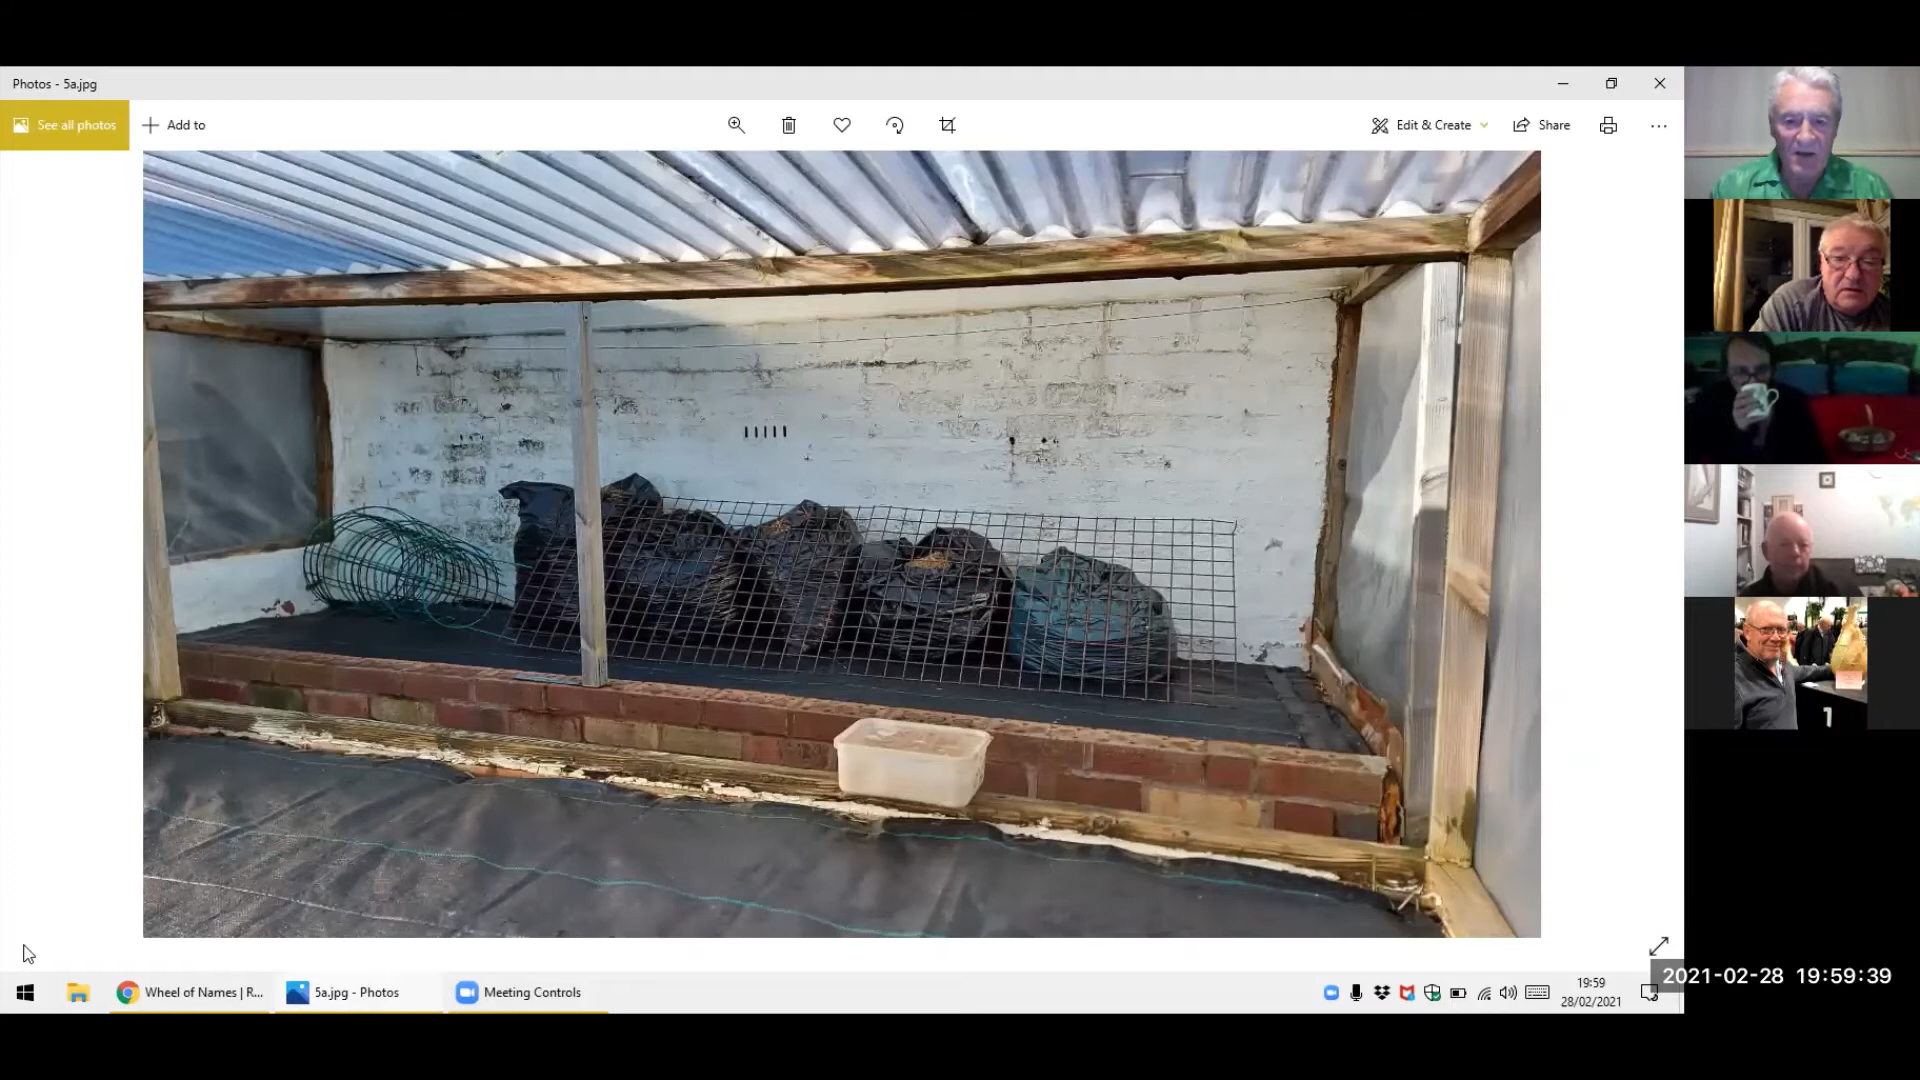 Photos - 5a.jpg
See all photos
Add to
Edit & Create
Share
1
2021-02-28 19:59:39
Wheel of Names | R...
5a.jpg - Photos
Meeting Controls
19:59
28/02/2021